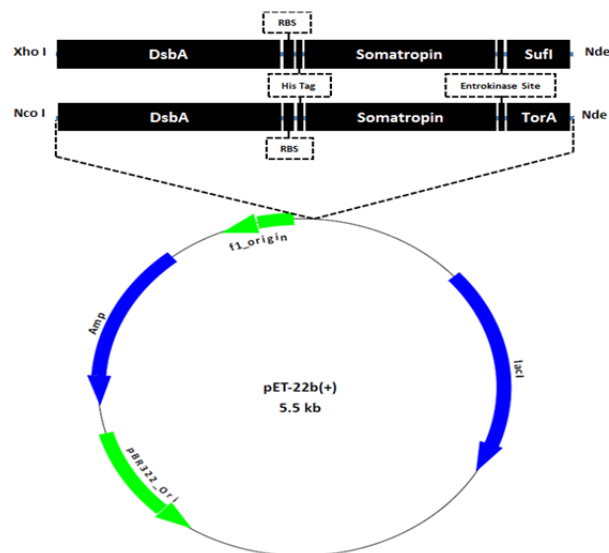 RBS
Xho I DsbA Somatropin SufI Nde
His Tag Entrokinase Site
Nco I DsbA Somatropin TorA Nde
RBS
f1_origin
Amp
lacI
pET-22b(+)
5.5 kb
pBR322_Ori